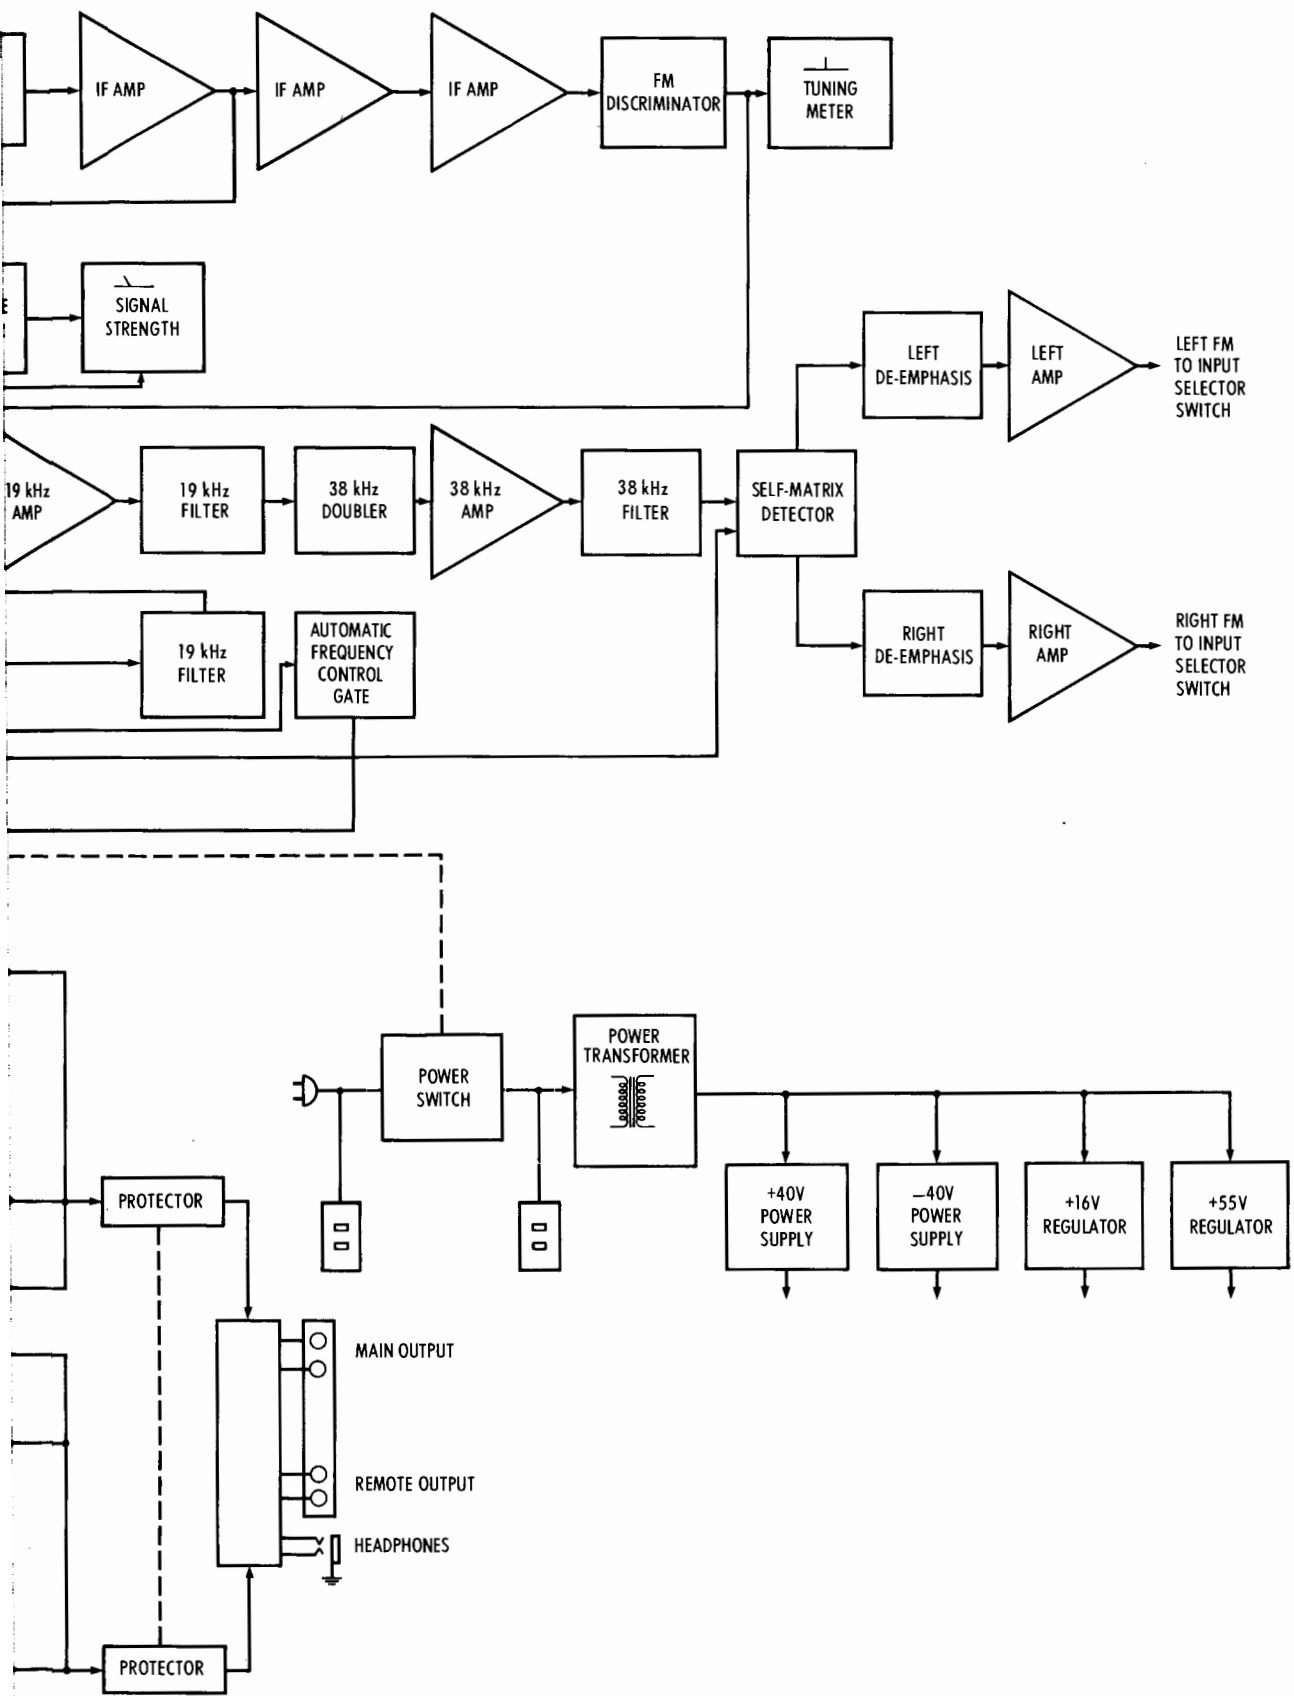 IF AMP
IF AMP
IF AMP
FM
DISCRIMINATOR
TUNING
METER
E
SIGNAL
STRENGTH
LEFT
DE-EMPHASIS
LEFT
AMP
LEFT FM
TO INPUT
SELECTOR
SWITCH
19 kHz
AMP
19 kHz
FILTER
38 kHz
DOUBLER
38 kHz
AMP
38 kHz
FILTER
SELF-MATRIX
DETECTOR
19 kHz
FILTER
AUTOMATIC
FREQUENCY
CONTROL
GATE
RIGHT
DE-EMPHASIS
RIGHT
AMP
RIGHT FM
TO INPUT
SELECTOR
SWITCH
POWER
SWITCH
POWER
TRANSFORMER
PROTECTOR
+40V
POWER
SUPPLY
−40V
POWER
SUPPLY
+16V
REGULATOR
+55V
REGULATOR
MAIN OUTPUT
REMOTE OUTPUT
HEADPHONES
PROTECTOR